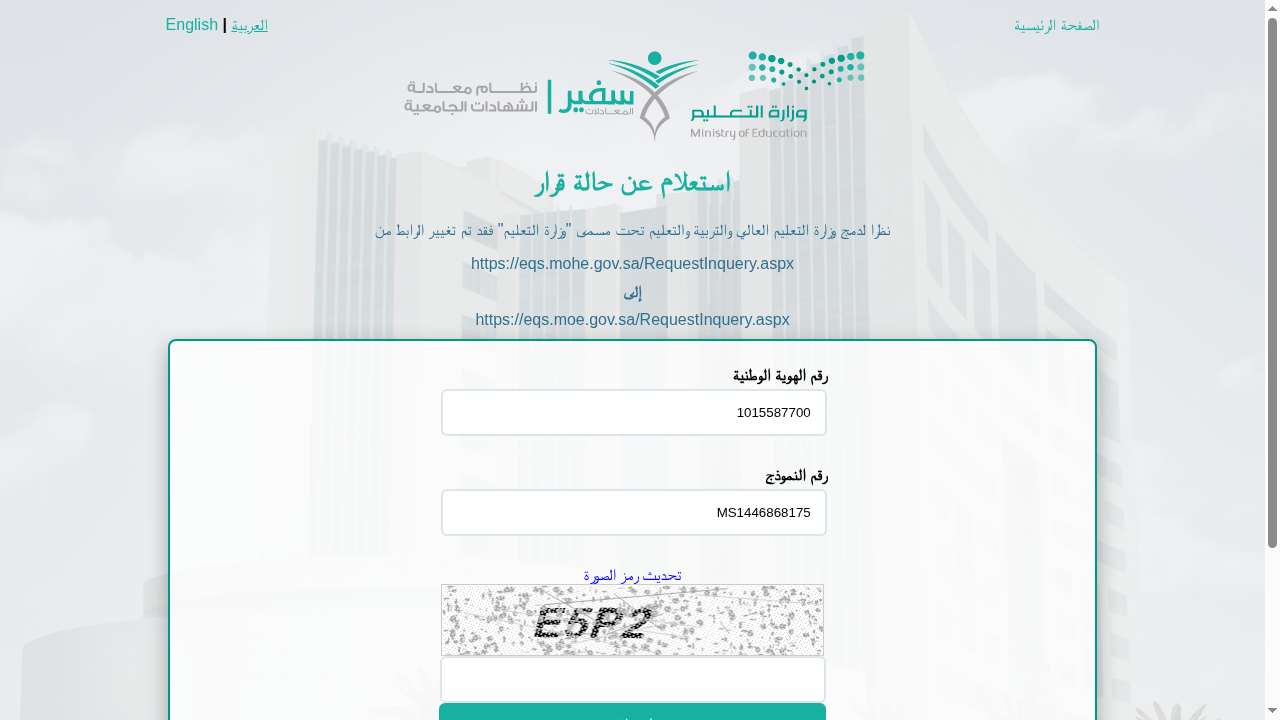 الصفحة الرئيسية
العربية | English
وزارة التعليم
Ministry of Education
سفير
المعادلات
نظام معادلة
الشهادات الجامعية
استعلام عن حالة قرار
نظرا لدمج وزارة التعليم العالي والتربية والتعليم تحت مسمى "وزارة التعليم" فقد تم تغيير الرابط من
https://eqs.mohe.gov.sa/RequestInquery.aspx
إلى
https://eqs.moe.gov.sa/RequestInquery.aspx
رقم الهوية الوطنية
1015587700
رقم النموذج
MS1446868175
تحديث رمز الصورة
E5P2